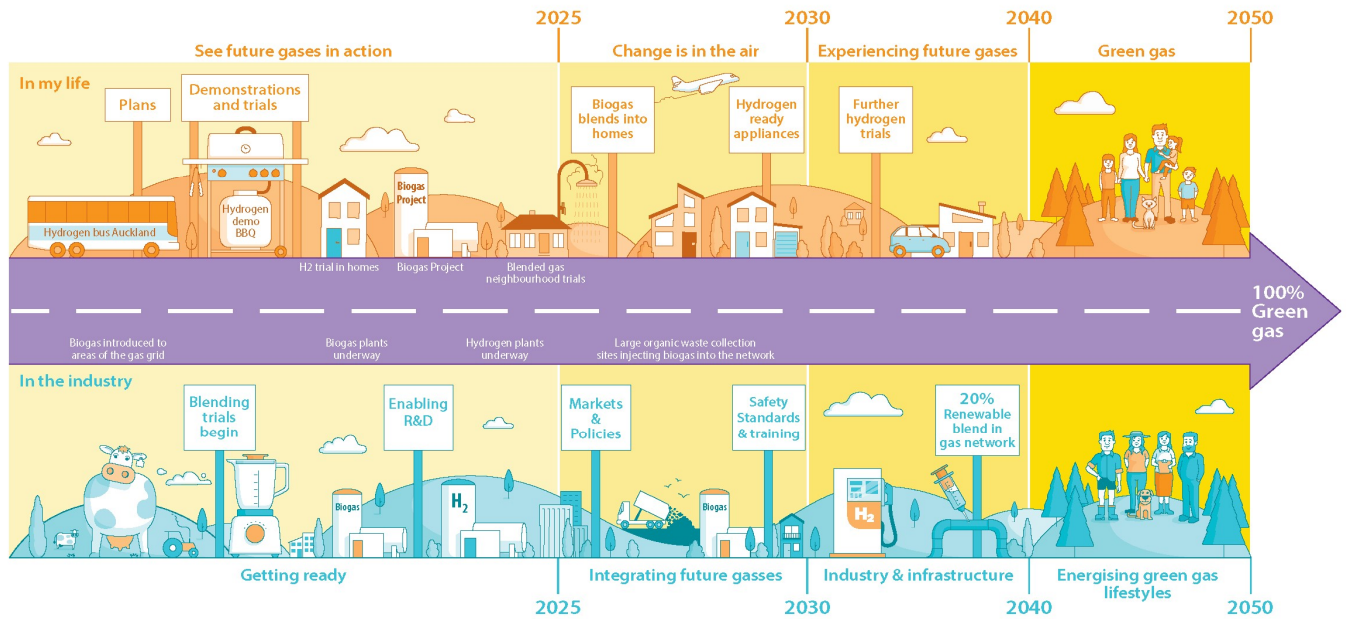 2025
2030
2040
2050
See future gases in action
Change is in the air
Experiencing future gases
Green gas
In my life
Plans
Demonstrations
and trials
Biogas
blends into
homes
Hydrogen
ready
appliances
Further
hydrogen
trials
Biogas
Project
Hydrogen
demo
BBQ
Hydrogen bus Auckland
H2 trial in homes
Biogas Project
Blended gas
neighbourhood trials
100%
Green
gas
Biogas introduced to
areas of the gas grid
Biogas plants
underway
Hydrogen plants
underway
Large organic waste collection
sites injecting biogas into the network
In the industry
Blending
trials
begin
Enabling
R&D
Markets
&
Policies
Safety
Standards
& training
20%
Renewable
blend in
gas network
Biogas
H2
Biogas
H2
Getting ready
Integrating future gasses
Industry & infrastructure
Energising green gas
lifestyles
2025
2030
2040
2050